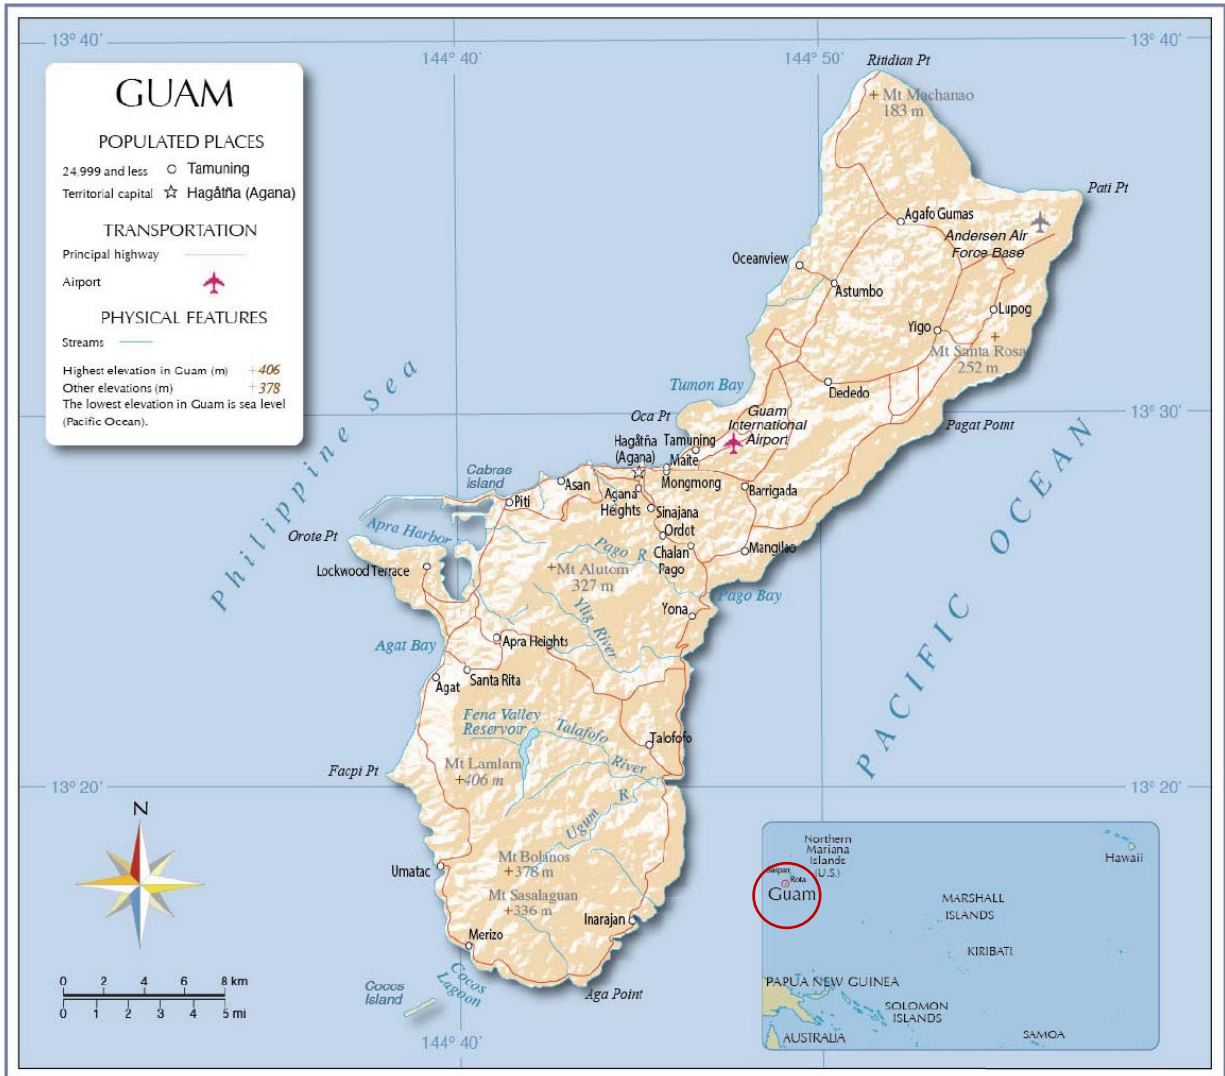 13° 40'
144° 40'
144° 50'
13° 40'
GUAM
POPULATED PLACES
24,999 and less
Tamuning
Territorial capital
Hagåtña (Agana)
TRANSPORTATION
Principal highway
Airport
PHYSICAL FEATURES
Streams
Highest elevation in Guam (m) +406
Other elevations (m) +378
The lowest elevation in Guam is sea level
(Pacific Ocean).
Ritidian Pt
+ Mt Machanao
183 m
Pati Pt
Agafo Gumas
Andersen Air
Force Base
Oceanview
Astumbo
Lupog
Yigo
Mt Santa Rosa
252 m
Philippine Sea
Tumon Bay
Dededo
Oca Pt
Guam
International
Airport
13° 30'
Pagat Point
Hagåtña
(Agana)
Tamuning
Maite
Mongmong
Cabras
island
Asan
Piti
Agana
Heights
Sinajana
Barrigada
Ordot
Apra Harbor
Orote Pt
Pago R
Chalan
Pago
Mangilao
PACIFIC OCEAN
Lockwood Terrace
+ Mt Alutom
327 m
Ylig River
Yona
Pago Bay
Agat Bay
Apra Heights
Santa Rita
Agat
Fena Valley
Reservoir
Talafofo
River
Talofofo
Facpi Pt
Mt Lamlam
+406 m
13° 20'
13° 20'
N
Ugum R
Umatac
Mt Bolanos
+378 m
Mt Sasalaguan
+336 m
Inarajan
Merizo
Cocos
Lagoon
Cocos
Island
Aga Point
0 2 4 6 8 km
0 1 2 3 4 5 mi
144° 40'
Northern
Mariana
Islands
(U.S.)
Saipan
Rota
Guam
Hawaii
MARSHALL
ISLANDS
KIRIBATI
PAPUA NEW GUINEA
SOLOMON
ISLANDS
SAMOA
AUSTRALIA